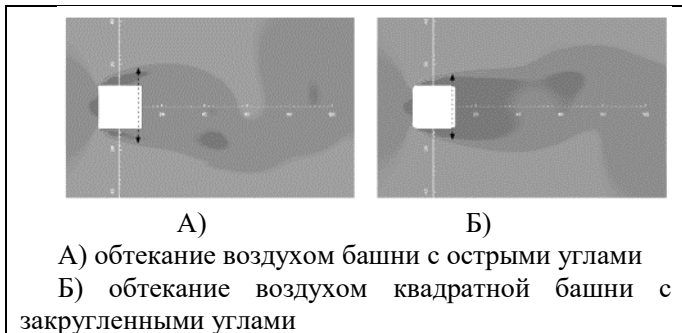 А)
Б)
А) обтекание воздухом башни с острыми углами
Б) обтекание воздухом квадратной башни с
закругленными углами